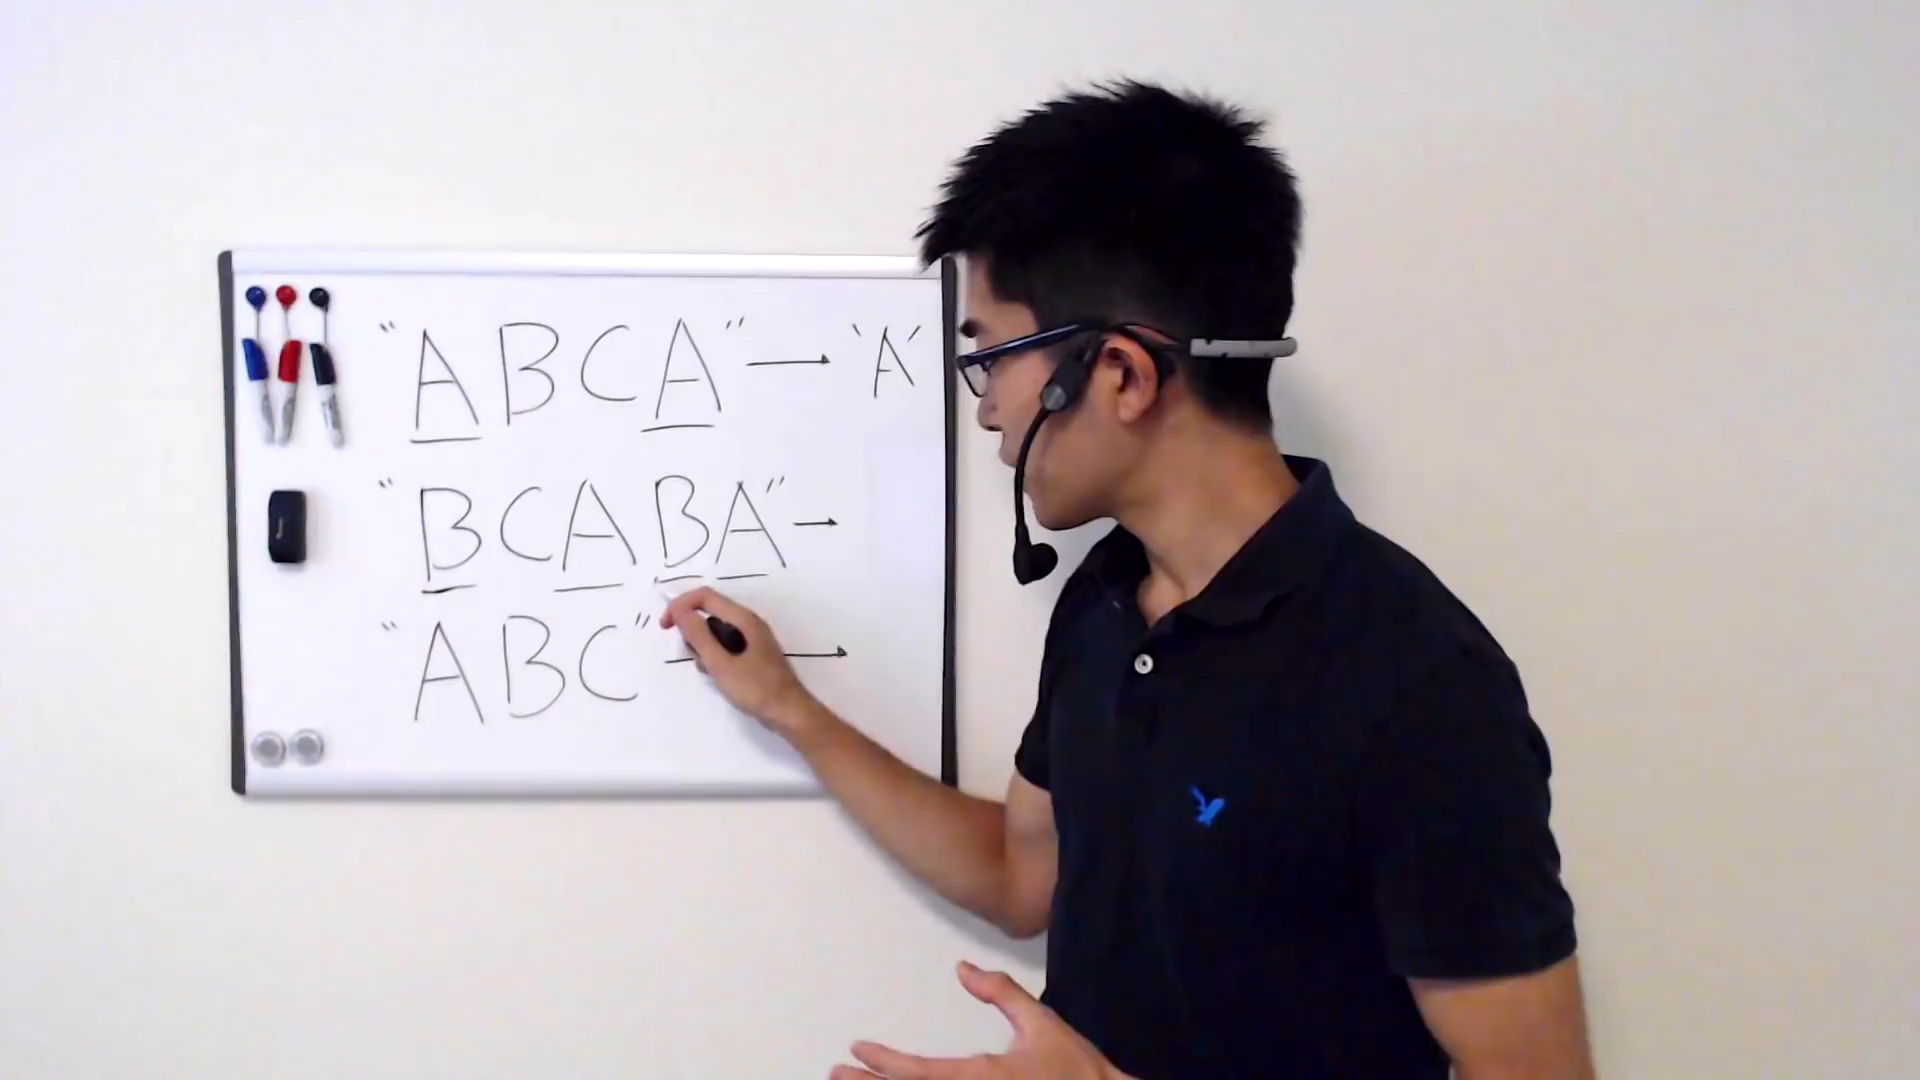 "ABCA" → 'A'
"BCABA" →
"ABC" →